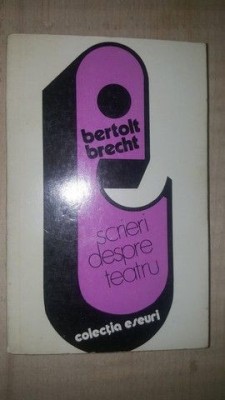 bertolt
brecht
scrieri
despre
teatru
colecția eseuri